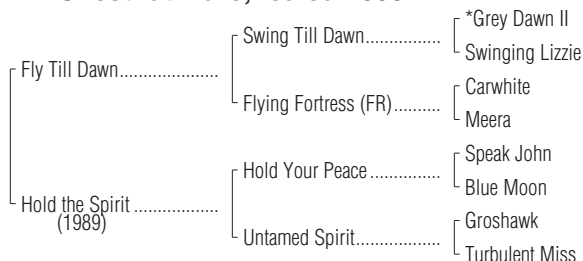 *Grey Dawn II
Swing Till Dawn
Swinging Lizzie
Fly Till Dawn
Carwhite
Flying Fortress (FR)
Meera
Speak John
Hold Your Peace
Blue Moon
Hold the Spirit
(1989)
Groshawk
Untamed Spirit
Turbulent Miss